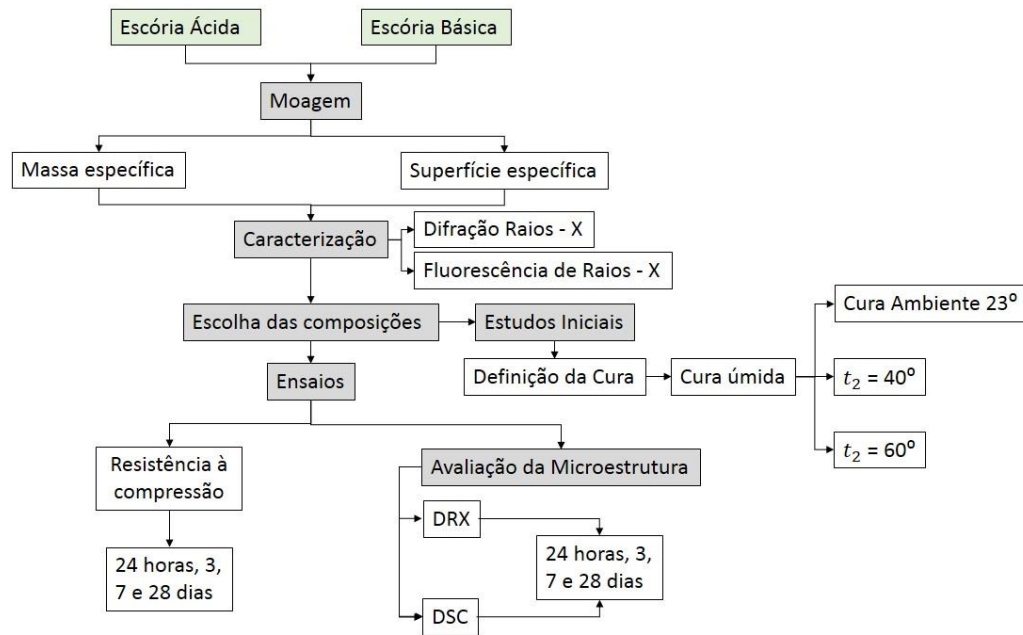 Escória Ácida
Escória Básica
Moagem
Massa específica
Superfície específica
Caracterização
Difração Raios - X
Fluorescência de Raios - X
Escolha das composições
Estudos Iniciais
Cura Ambiente 23º
Ensaios
Definição da Cura
Cura úmida
t₂ = 40º
t₂ = 60º
Resistência à
compressão
Avaliação da Microestrutura
DRX
24 horas, 3,
7 e 28 dias
24 horas, 3,
7 e 28 dias
DSC